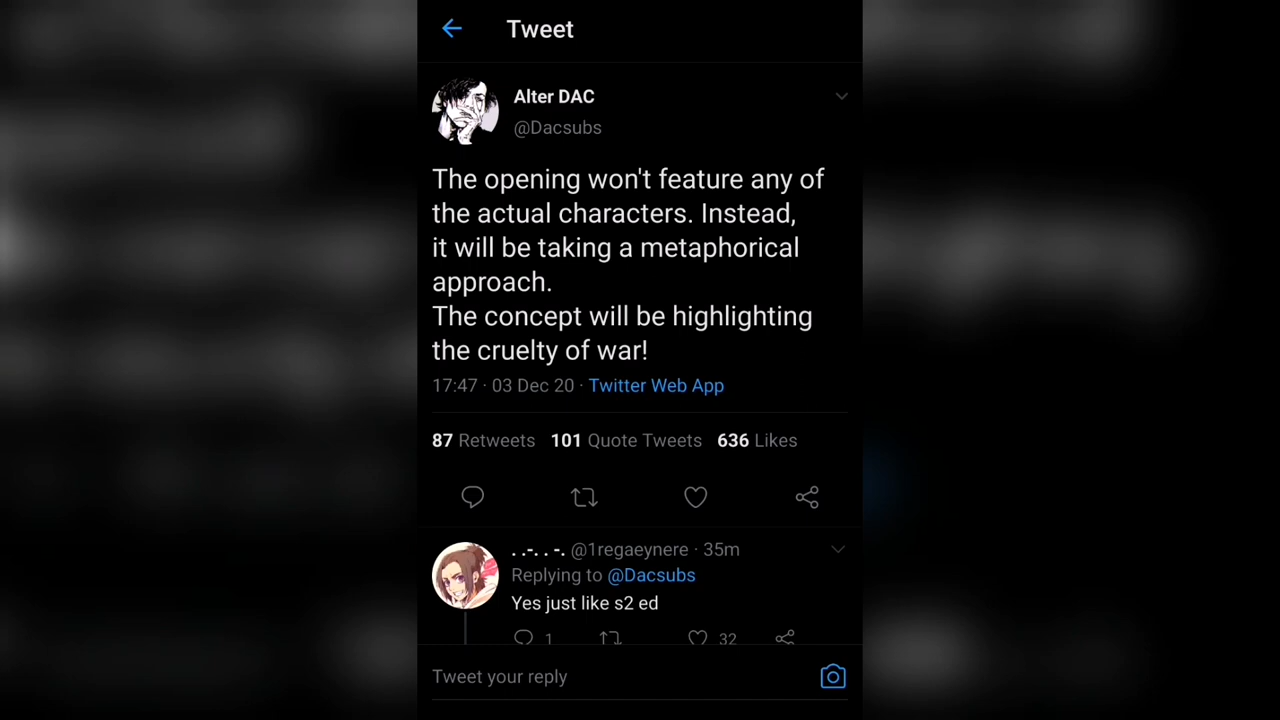 Tweet
Alter DAC
@Dacsubs
The opening won't feature any of
the actual characters. Instead,
it will be taking a metaphorical
approach.
The concept will be highlighting
the cruelty of war!
17:47 · 03 Dec 20 · Twitter Web App
87 Retweets 101 Quote Tweets 636 Likes
. .-. . -. @1regaeynere · 35m
Replying to @Dacsubs
Yes just like s2 ed
1 32
Tweet your reply